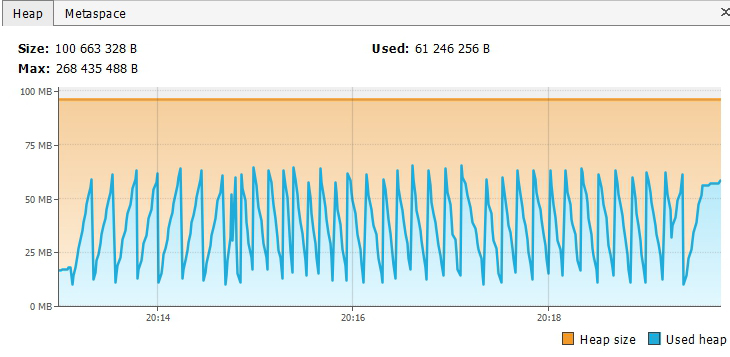 Heap Metaspace
Size: 100 663 328 B Used: 61 246 256 B
Max: 268 435 488 B
100 MB
75 MB
50 MB
25 MB
0 MB
20:14 20:16 20:18
Heap size Used heap